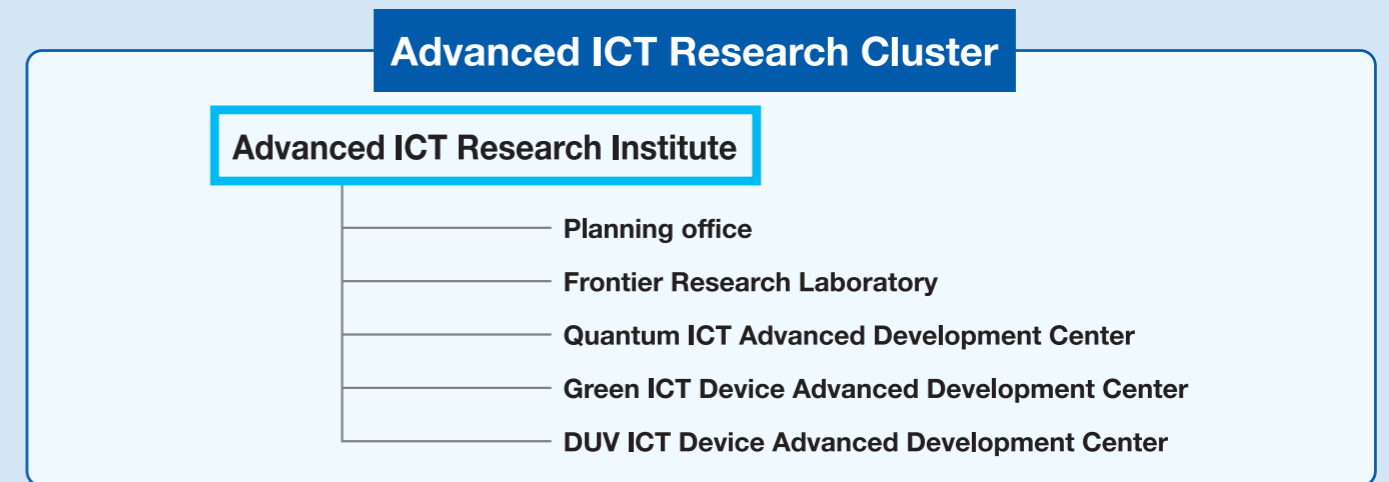 Advanced ICT Research Cluster
Advanced ICT Research Institute
Planning office
Frontier Research Laboratory
Quantum ICT Advanced Development Center
Green ICT Device Advanced Development Center
DUV ICT Device Advanced Development Center